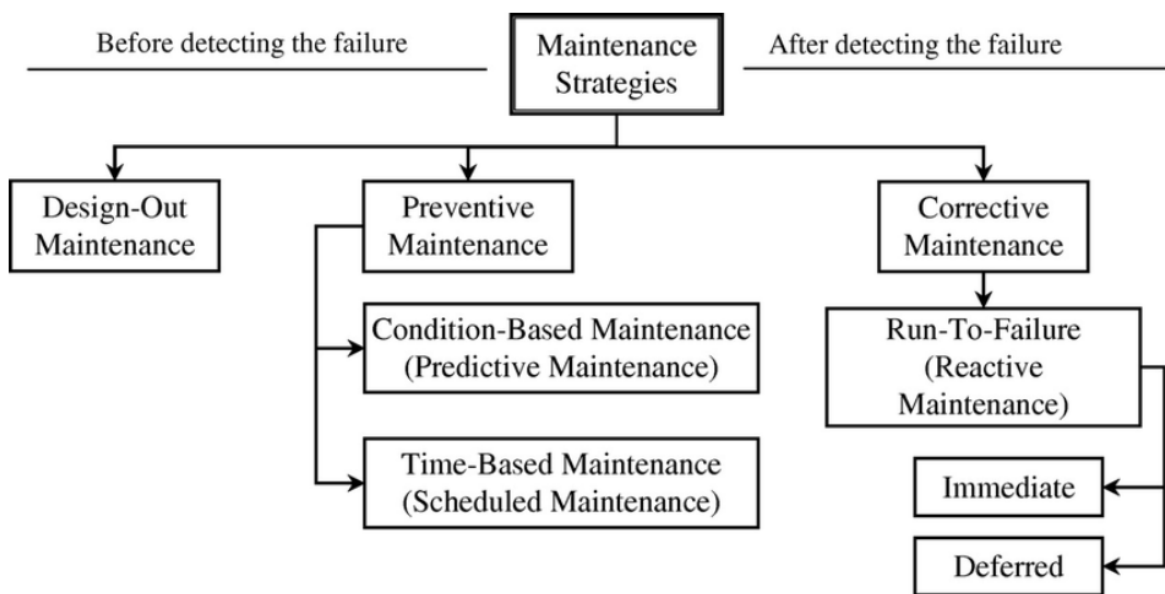 Before detecting the failure
Maintenance
Strategies
After detecting the failure
Design-Out
Maintenance
Preventive
Maintenance
Corrective
Maintenance
Condition-Based Maintenance
(Predictive Maintenance)
Run-To-Failure
(Reactive
Maintenance)
Time-Based Maintenance
(Scheduled Maintenance)
Immediate
Deferred